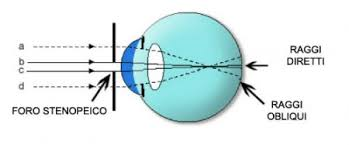 a
b
c
d
FORO STENOPEICO
RAGGI
DIRETTI
RAGGI
OBLIQUI